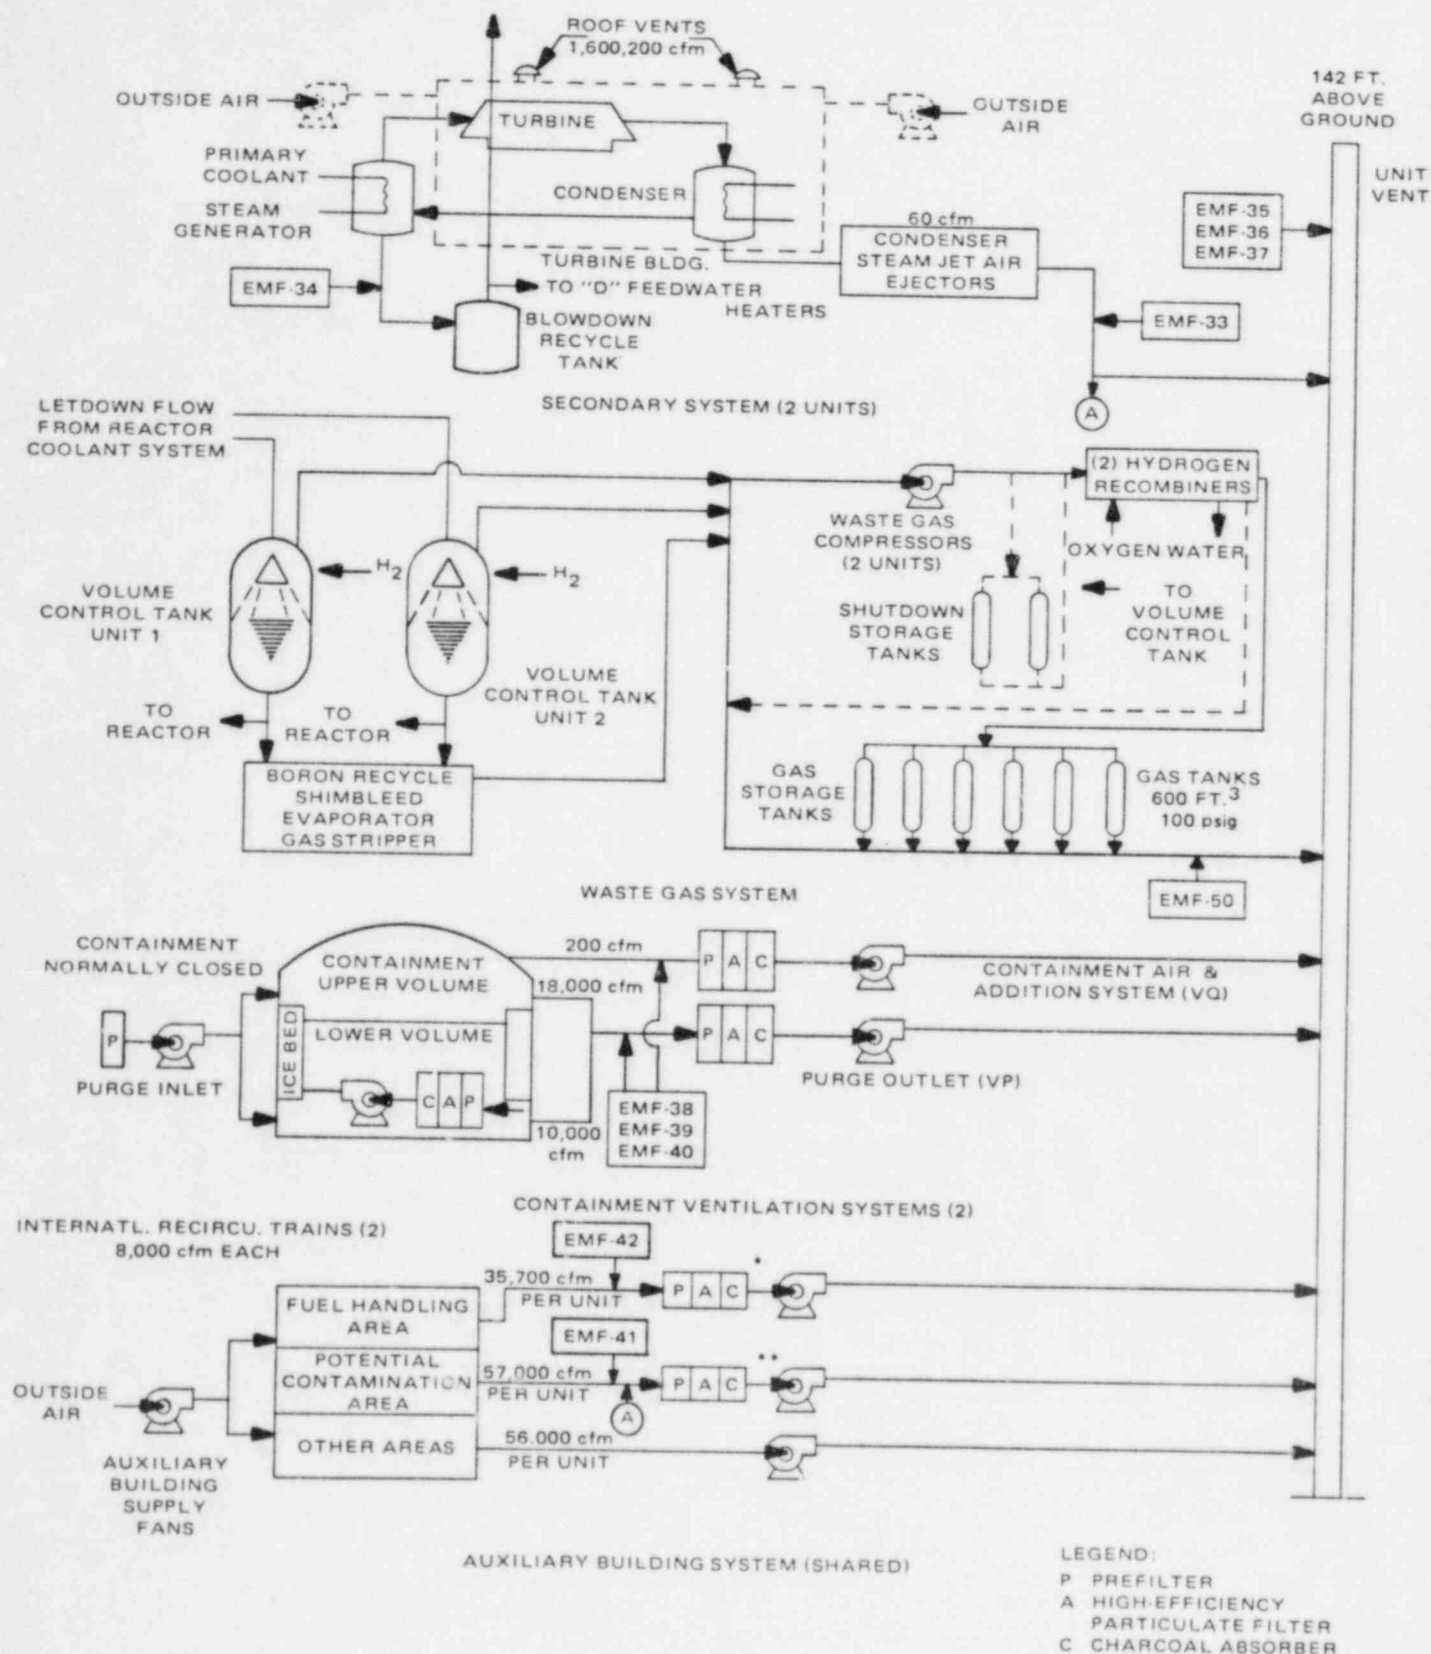 ROOF VENTS
1,600,200 cfm
142 FT.
ABOVE
GROUND
OUTSIDE AIR
TURBINE
OUTSIDE
AIR
PRIMARY
COOLANT
STEAM
GENERATOR
CONDENSER
UNIT
VENT
EMF-35
EMF-36
EMF-37
60 cfm
CONDENSER
STEAM JET AIR
EJECTORS
TURBINE BLDG.
EMF-34
TO "D" FEEDWATER
HEATERS
BLOWDOWN
RECYCLE
TANK
EMF-33
A
SECONDARY SYSTEM (2 UNITS)
LETDOWN FLOW
FROM REACTOR
COOLANT SYSTEM
(2) HYDROGEN
RECOMBINERS
WASTE GAS
COMPRESSORS
(2 UNITS)
OXYGEN WATER
H2
H2
VOLUME
CONTROL TANK
UNIT 1
SHUTDOWN
STORAGE
TANKS
TO
VOLUME
CONTROL
TANK
VOLUME
CONTROL TANK
UNIT 2
TO
REACTOR
TO
REACTOR
BORON RECYCLE
SHIMBLEED
EVAPORATOR
GAS STRIPPER
GAS
STORAGE
TANKS
GAS TANKS
600 FT.3
100 psig
EMF-50
WASTE GAS SYSTEM
CONTAINMENT
NORMALLY CLOSED
CONTAINMENT
UPPER VOLUME
200 cfm
18,000 cfm
P A C
CONTAINMENT AIR &
ADDITION SYSTEM (VQ)
P
ICE BED
LOWER VOLUME
P A C
PURGE INLET
C A P
PURGE OUTLET (VP)
10,000
cfm
EMF-38
EMF-39
EMF-40
CONTAINMENT VENTILATION SYSTEMS (2)
INTERNATL. RECIRCU. TRAINS (2)
8,000 cfm EACH
EMF-42
35,700 cfm
PER UNIT
P A C
*
FUEL HANDLING
AREA
EMF-41
POTENTIAL
CONTAMINATION
AREA
57,000 cfm
PER UNIT
P A C
**
A
OUTSIDE
AIR
OTHER AREAS
56.000 cfm
PER UNIT
AUXILIARY
BUILDING
SUPPLY
FANS
AUXILIARY BUILDING SYSTEM (SHARED)
LEGEND:
P PREFILTER
A HIGH-EFFICIENCY
PARTICULATE FILTER
C CHARCOAL ABSORBER